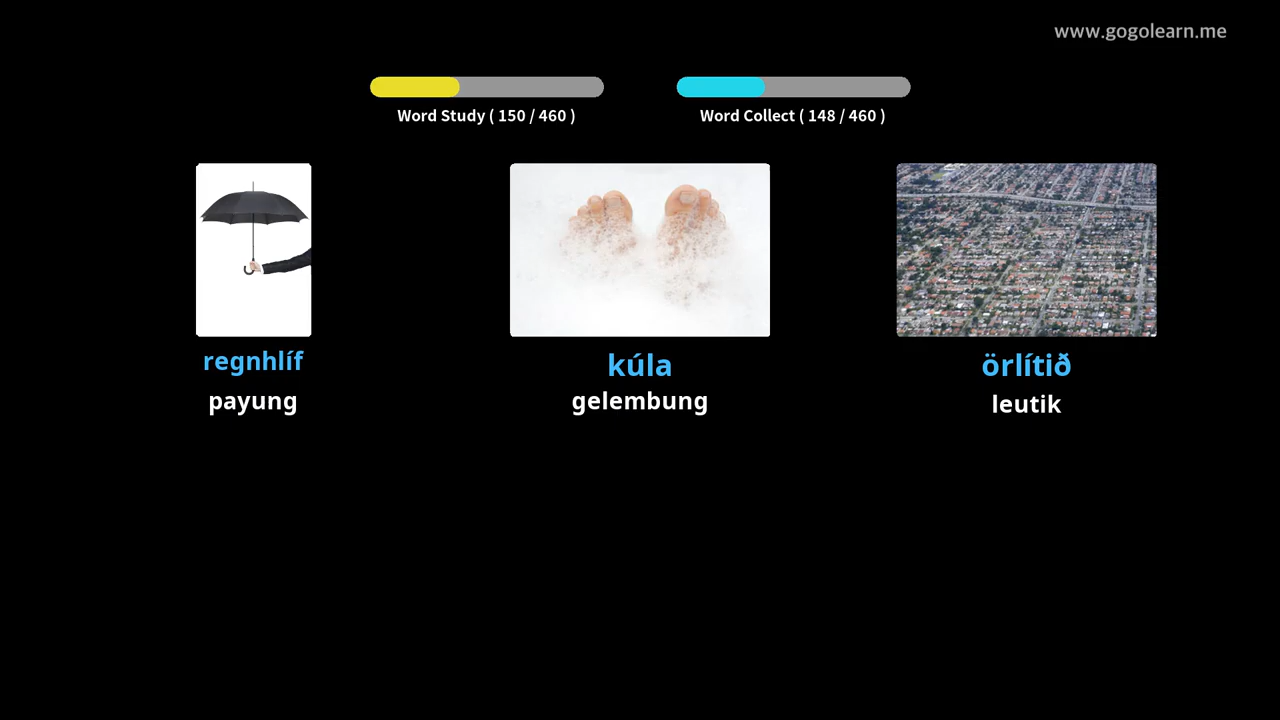 www.gogolearn.me
Word Study ( 150 / 460 )
Word Collect ( 148 / 460 )
regnhlíf
payung
kúla
gelembung
örlítið
leutik